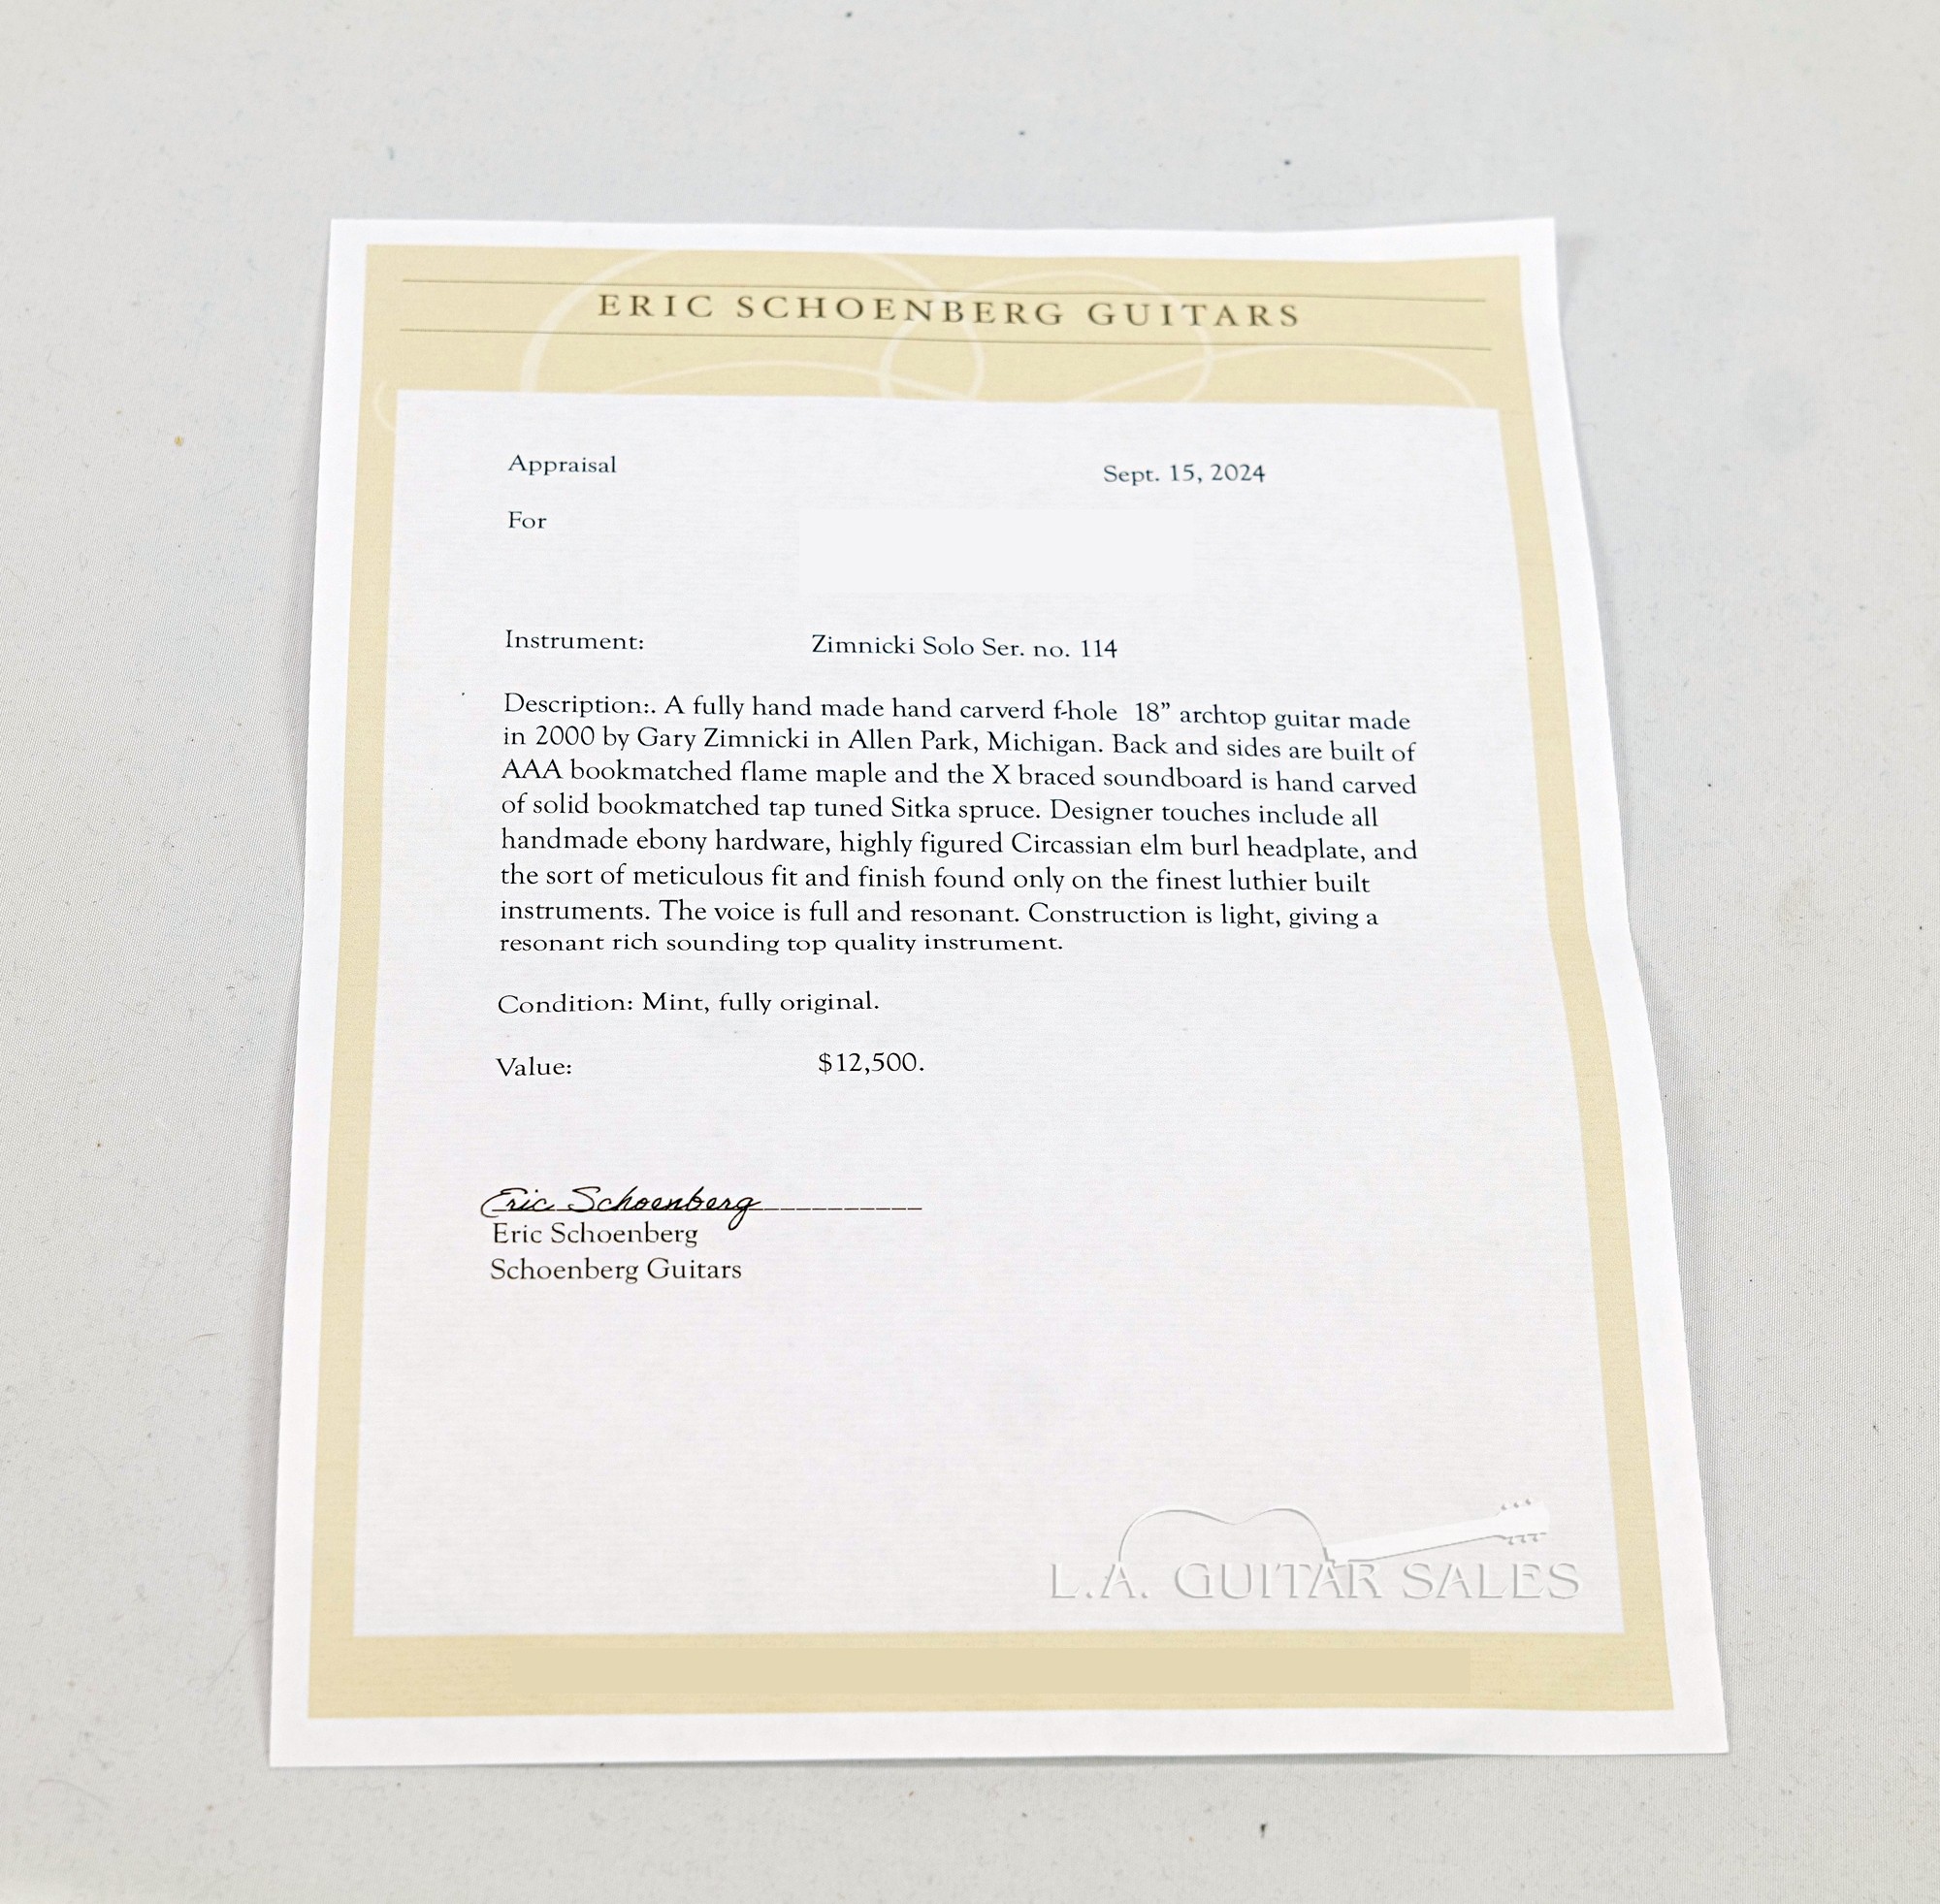 ERIC SCHOENBERG GUITARS
Appraisal Sept. 15, 2024
For
Instrument: Zimnicki Solo Ser. no. 114
Description:. A fully hand made hand carverd f-hole 18” archtop guitar made
in 2000 by Gary Zimnicki in Allen Park, Michigan. Back and sides are built of
AAA bookmatched flame maple and the X braced soundboard is hand carved
of solid bookmatched tap tuned Sitka spruce. Designer touches include all
handmade ebony hardware, highly figured Circassian elm burl headplate, and
the sort of meticulous fit and finish found only on the finest luthier built
instruments. The voice is full and resonant. Construction is light, giving a
resonant rich sounding top quality instrument.
Condition: Mint, fully original.
Value: $12,500.
Eric Schoenberg
Eric Schoenberg
Schoenberg Guitars
L.A. GUITAR SALES